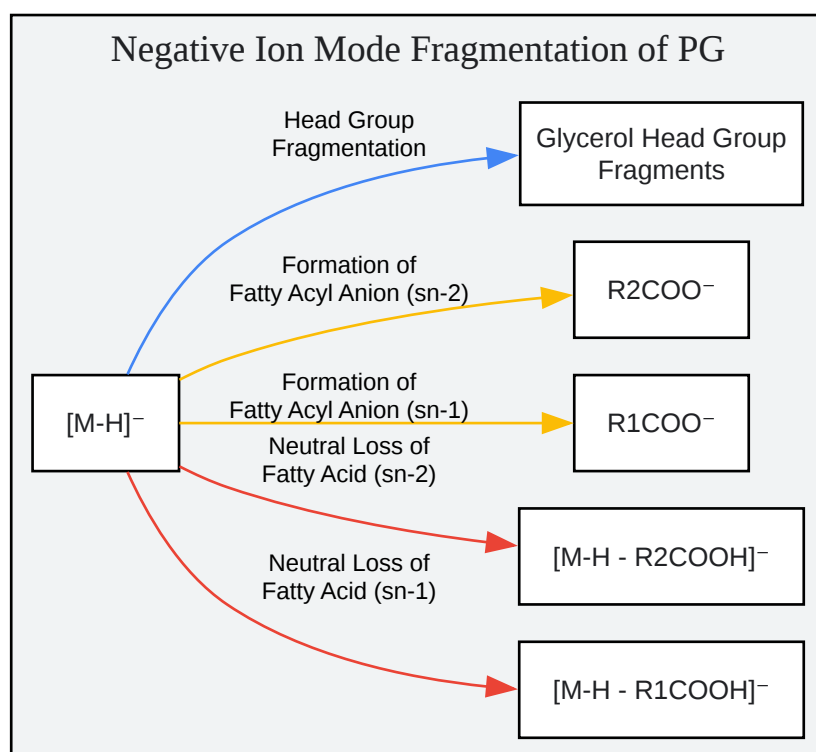 Negative Ion Mode Fragmentation of PG
Head Group
Fragmentation
Glycerol Head Group
Fragments
Formation of
Fatty Acyl Anion (sn-2)
R2COO⁻
[M-H]⁻
Formation of
Fatty Acyl Anion (sn-1)
R1COO⁻
Neutral Loss of
Fatty Acid (sn-2)
[M-H - R2COOH]⁻
Neutral Loss of
Fatty Acid (sn-1)
[M-H - R1COOH]⁻